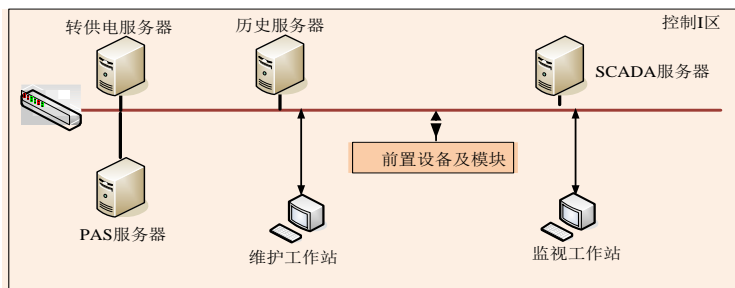 控制I区
转供电服务器
历史服务器
SCADA服务器
前置设备及模块
PAS服务器
维护工作站
监视工作站